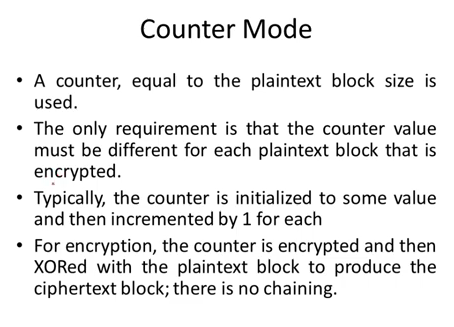 Counter Mode
• A counter, equal to the plaintext block size is
used.
• The only requirement is that the counter value
must be different for each plaintext block that is
encrypted.
• Typically, the counter is initialized to some value
and then incremented by 1 for each
• For encryption, the counter is encrypted and then
XORed with the plaintext block to produce the
ciphertext block; there is no chaining.